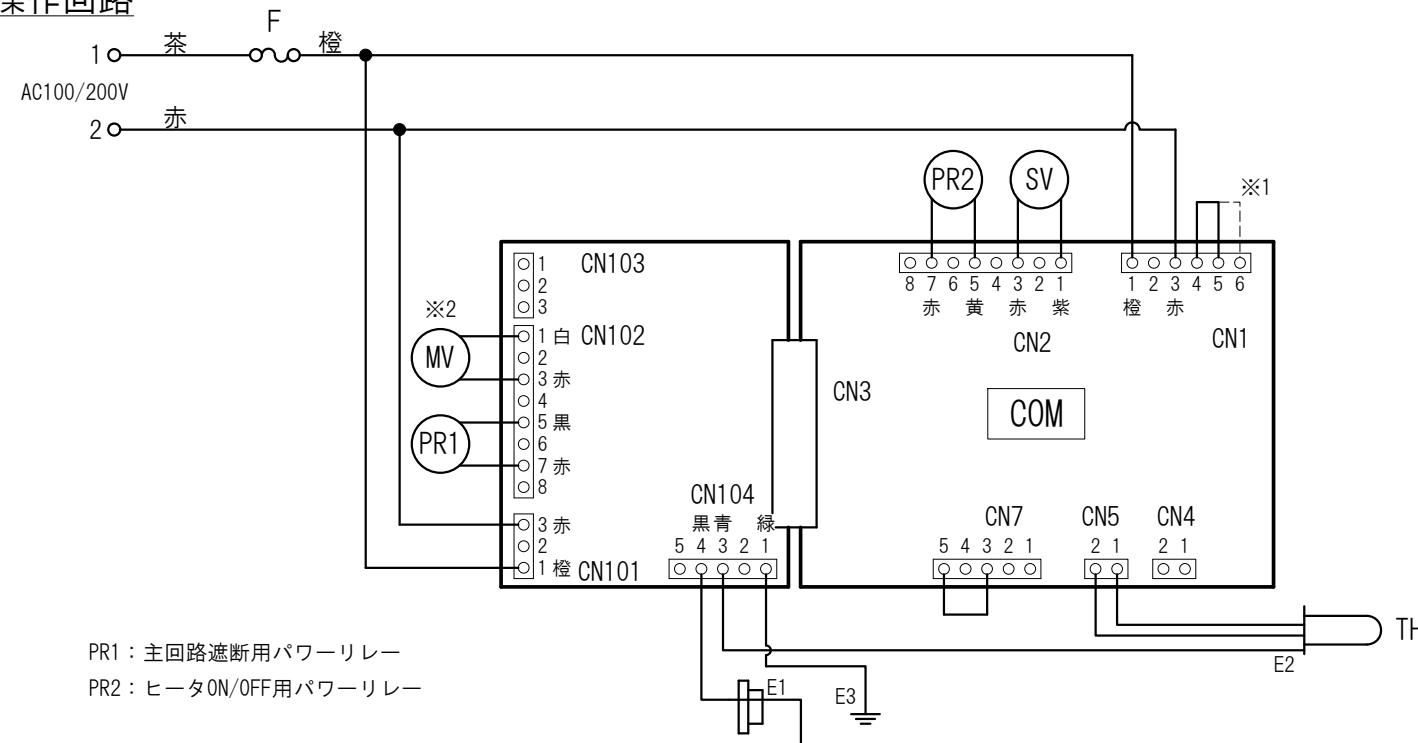 操作回路
F
1 茶 橙
AC100/200V
2 赤
PR2 SV ※1
1 CN103
2
3
8 7 6 5 4 3 2 1
赤 黄 赤 紫
1 2 3 4 5 6
橙 赤
CN2 CN1
※2
MV
1 白 CN102
2
3 赤
4
PR1
5 黒
6
7 赤
8
CN3
COM
CN104
黒 青 緑
5 4 3 2 1
3 赤
2
1 橙 CN101
CN7 CN5 CN4
5 4 3 2 1 2 1 2 1
TH
E2
PR1：主回路遮断用パワーリレー
PR2：ヒータON/OFF用パワーリレー
E1 E3